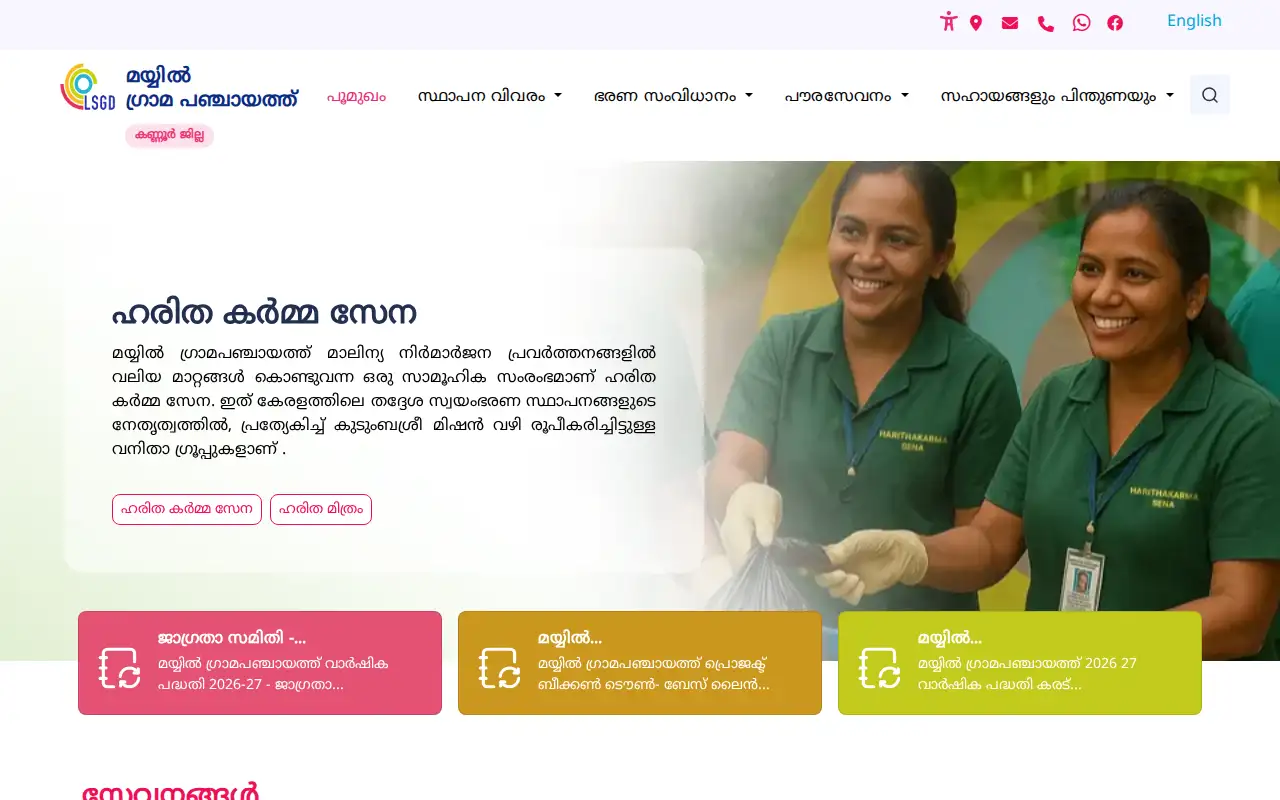 English
LSGD
മയ്യിൽ
ഗ്രാമ പഞ്ചായത്ത്
കണ്ണൂർ ജില്ല
പൂമുഖം
സ്ഥാപന വിവരം
ഭരണ സംവിധാനം
പൗരസേവനം
സഹായങ്ങളും പിന്തുണയും
ഹരിത കർമ്മ സേന
മയ്യിൽ ഗ്രാമപഞ്ചായത്ത് മാലിന്യ നിർമാർജന പ്രവർത്തനങ്ങളിൽ
വലിയ മാറ്റങ്ങൾ കൊണ്ടുവന്ന ഒരു സാമൂഹിക സംരംഭമാണ് ഹരിത
കർമ്മ സേന. ഇത് കേരളത്തിലെ തദ്ദേശ സ്വയംഭരണ സ്ഥാപനങ്ങളുടെ
നേതൃത്വത്തിൽ, പ്രത്യേകിച്ച് കുടുംബശ്രീ മിഷൻ വഴി രൂപീകരിച്ചിട്ടുള്ള
വനിതാ ഗ്രൂപ്പുകളാണ് .
ഹരിത കർമ്മ സേന
ഹരിത മിത്രം
HARITHAKARMA
SENA
HARITHAKARMA
SENA
ജാഗ്രതാ സമിതി -...
മയ്യിൽ ഗ്രാമപഞ്ചായത്ത് വാർഷിക
പദ്ധതി 2026-27 - ജാഗ്രതാ...
മയ്യിൽ...
മയ്യിൽ ഗ്രാമപഞ്ചായത്ത് പ്രൊജക്ട്
ബീക്കൺ ടൌൺ- ബേസ് ലൈൻ...
മയ്യിൽ...
മയ്യിൽ ഗ്രാമപഞ്ചായത്ത് 2026 27
വാർഷിക പദ്ധതി കരട്...
സേവനങ്ങൾ